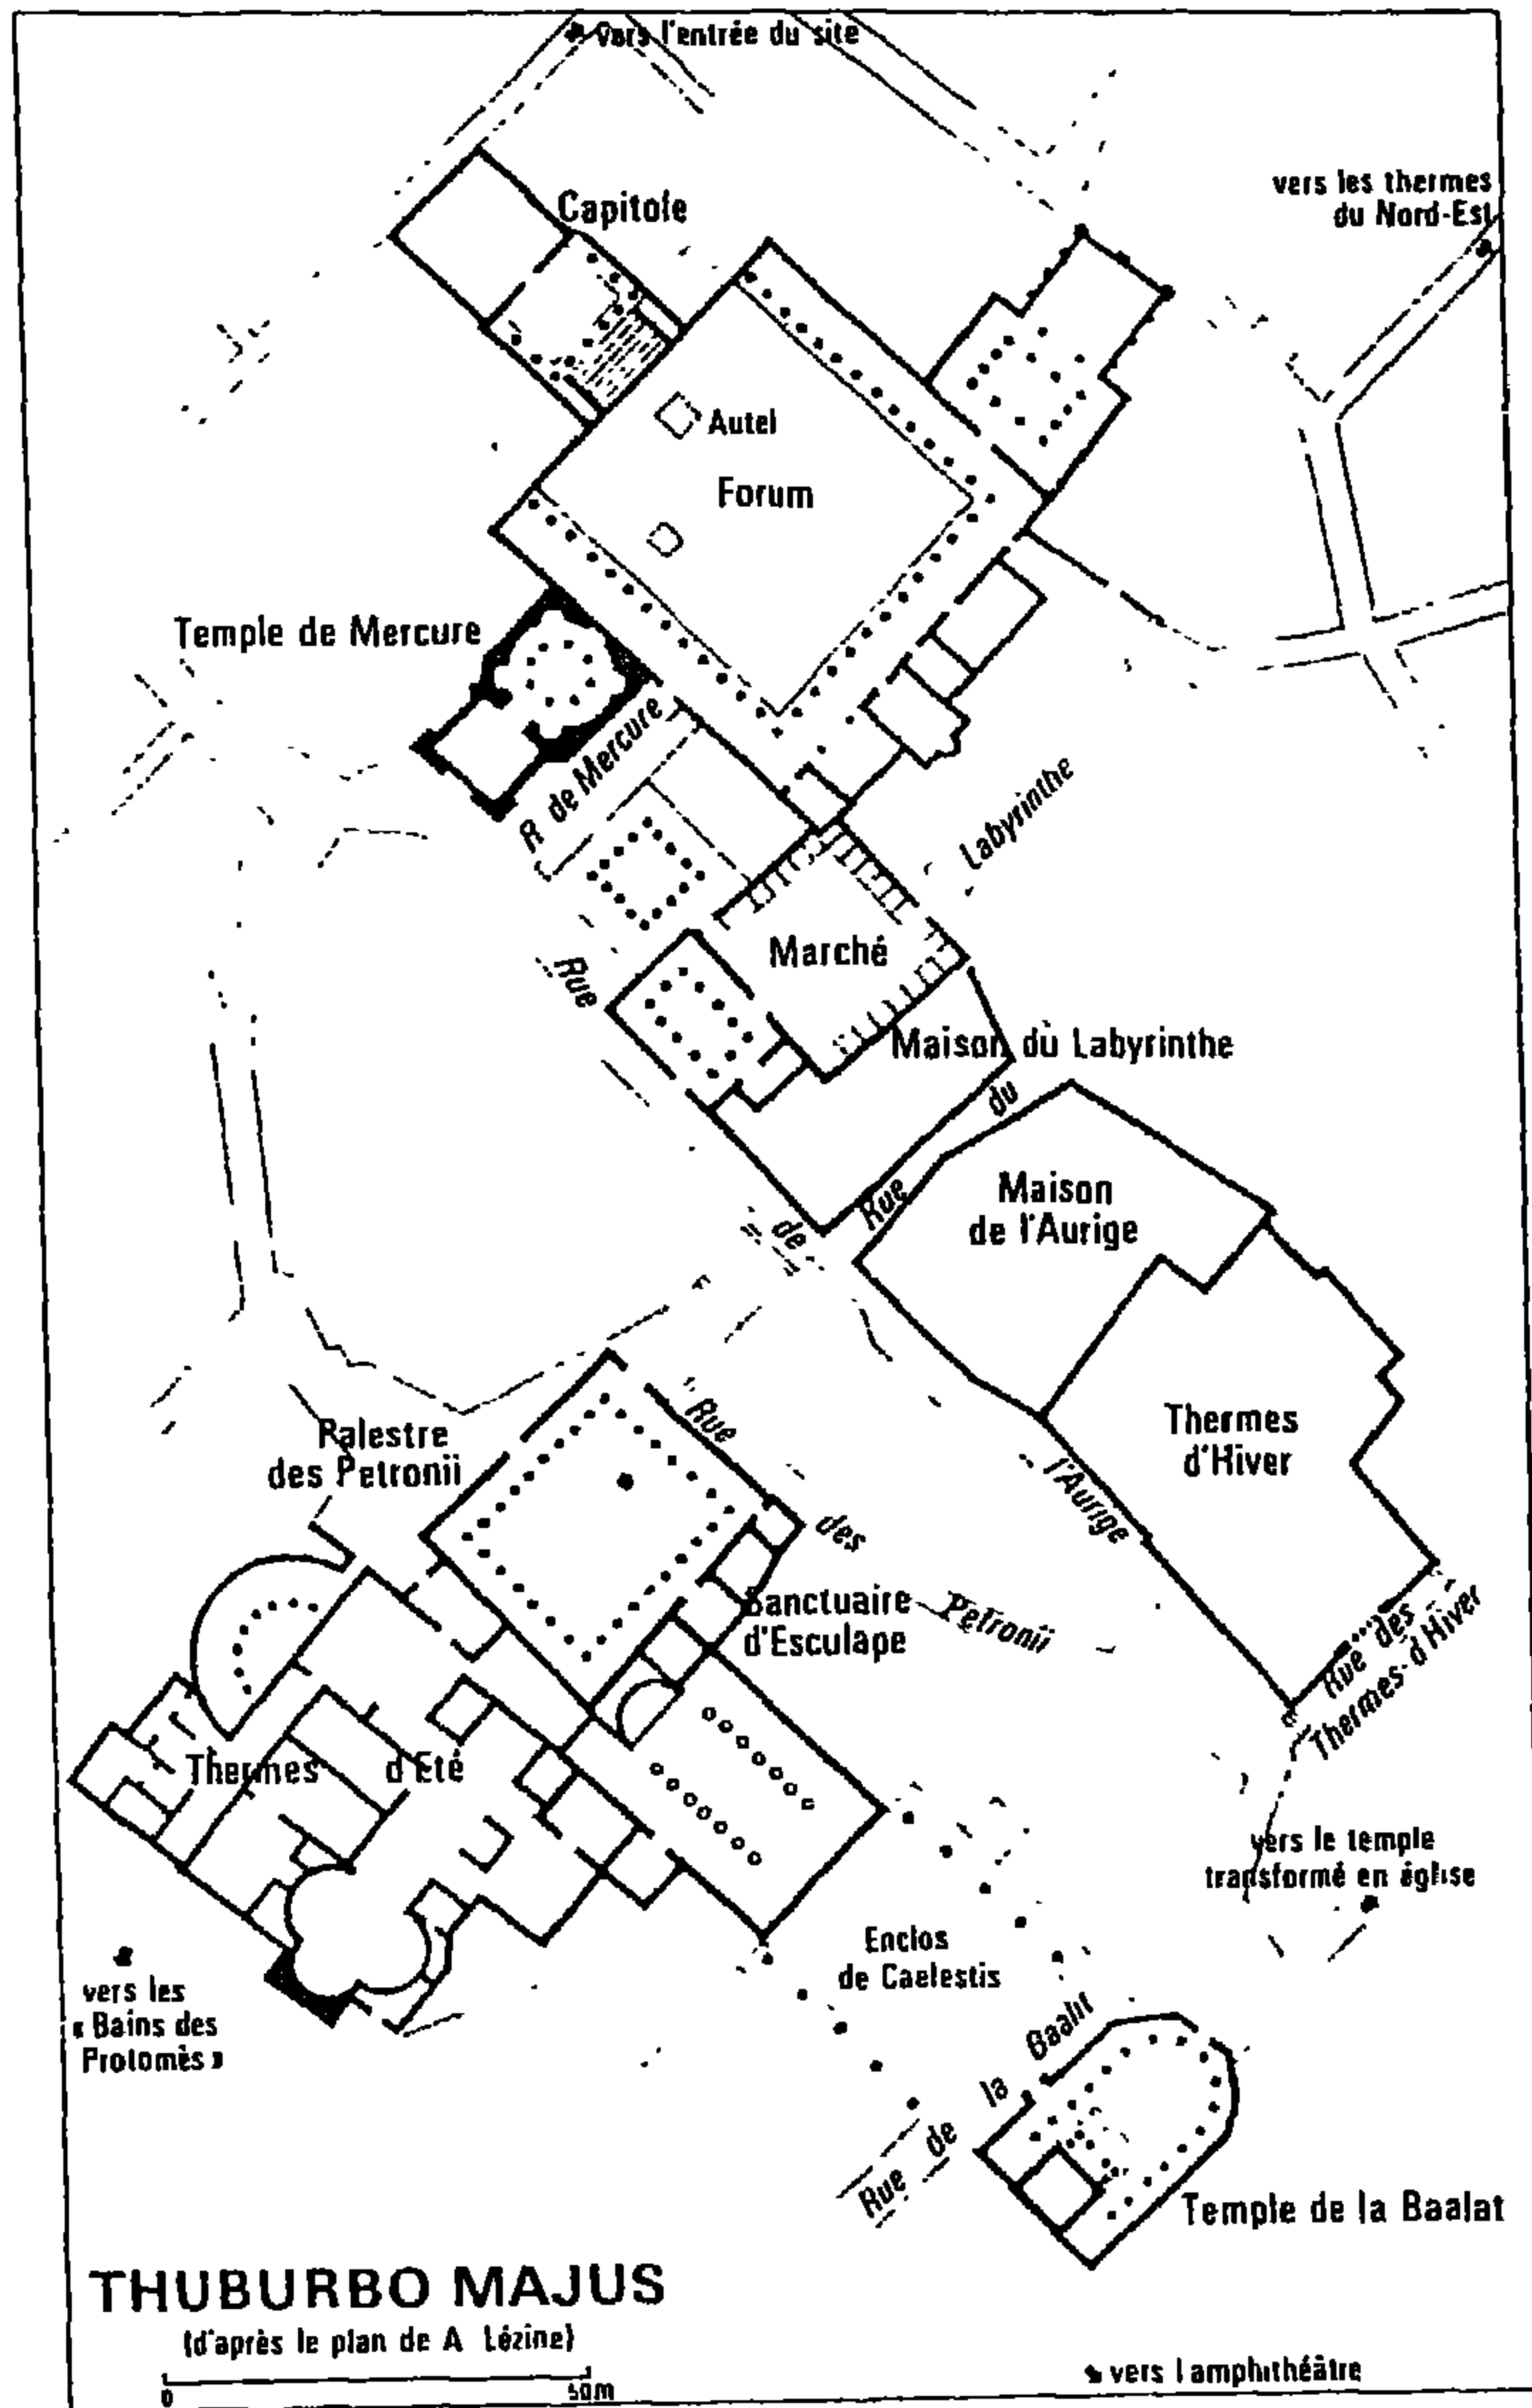 vers l'entrée du site
vers les thermes
du Nord-Est
Capitole
Autel
Forum
Temple de Mercure
R de Mercure
Labyrinthe
Marché
Rue
Maison du Labyrinthe
du
Rue
de
Maison
de l'Aurige
Thermes
d'Hiver
l'Aurige
Palestre
des Petronii
Rue
des
Petronii
Sanctuaire
d'Esculape
Rue des
Thermes-d'Hiver
Thermes d'Eté
vers le temple
transformé en église
Enclos
de Caelestis
vers les
« Bains des
Protomès »
Rue de la Baalat
Temple de la Baalat
THUBURBO MAJUS
(d'après le plan de A Lézine)
0 50m
vers l'amphithéâtre